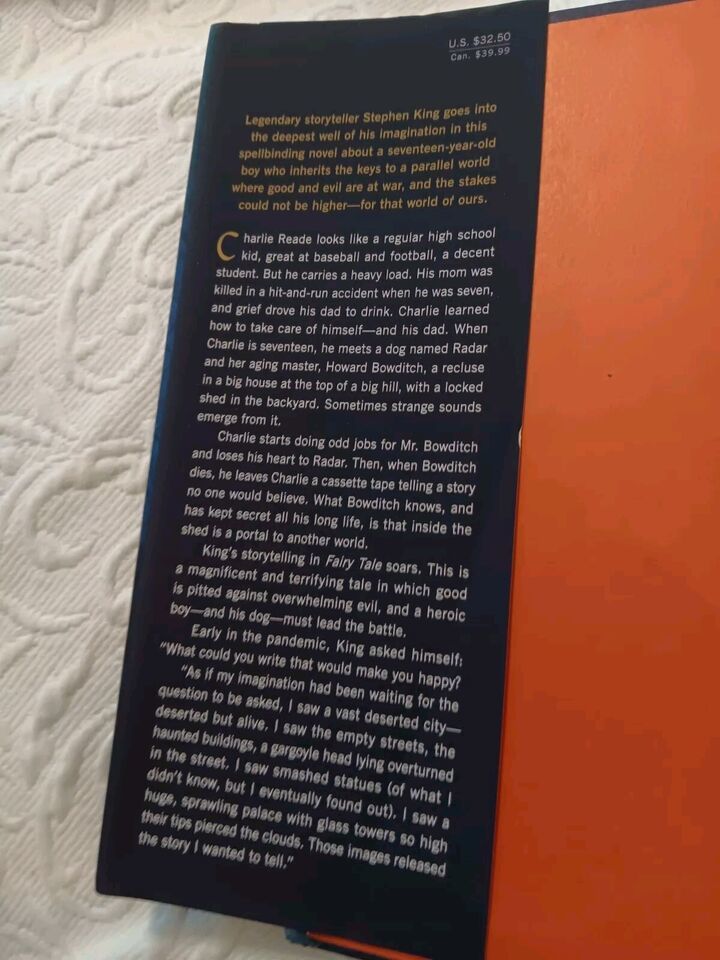 U.S. $32.50
Can. $39.99
Legendary storyteller Stephen King goes into
the deepest well of his imagination in this
spellbinding novel about a seventeen-year-old
boy who inherits the keys to a parallel world
where good and evil are at war, and the stakes
could not be higher—for that world or ours.
Charlie Reade looks like a regular high school
kid, great at baseball and football, a decent
student. But he carries a heavy load. His mom was
killed in a hit-and-run accident when he was seven,
and grief drove his dad to drink. Charlie learned
how to take care of himself—and his dad. When
Charlie is seventeen, he meets a dog named Radar
and her aging master, Howard Bowditch, a recluse
in a big house at the top of a big hill, with a locked
shed in the backyard. Sometimes strange sounds
emerge from it.
Charlie starts doing odd jobs for Mr. Bowditch
and loses his heart to Radar. Then, when Bowditch
dies, he leaves Charlie a cassette tape telling a story
no one would believe. What Bowditch knows, and
has kept secret all his long life, is that inside the
shed is a portal to another world.
King's storytelling in Fairy Tale soars. This is
a magnificent and terrifying tale in which good
is pitted against overwhelming evil, and a heroic
boy—and his dog—must lead the battle.
Early in the pandemic, King asked himself:
"What could you write that would make you happy?
"As if my imagination had been waiting for the
question to be asked, I saw a vast deserted city—
deserted but alive. I saw the empty streets, the
haunted buildings, a gargoyle head lying overturned
in the street. I saw smashed statues (of what I
didn't know, but I eventually found out). I saw a
huge, sprawling palace with glass towers so high
their tips pierced the clouds. Those images released
the story I wanted to tell."